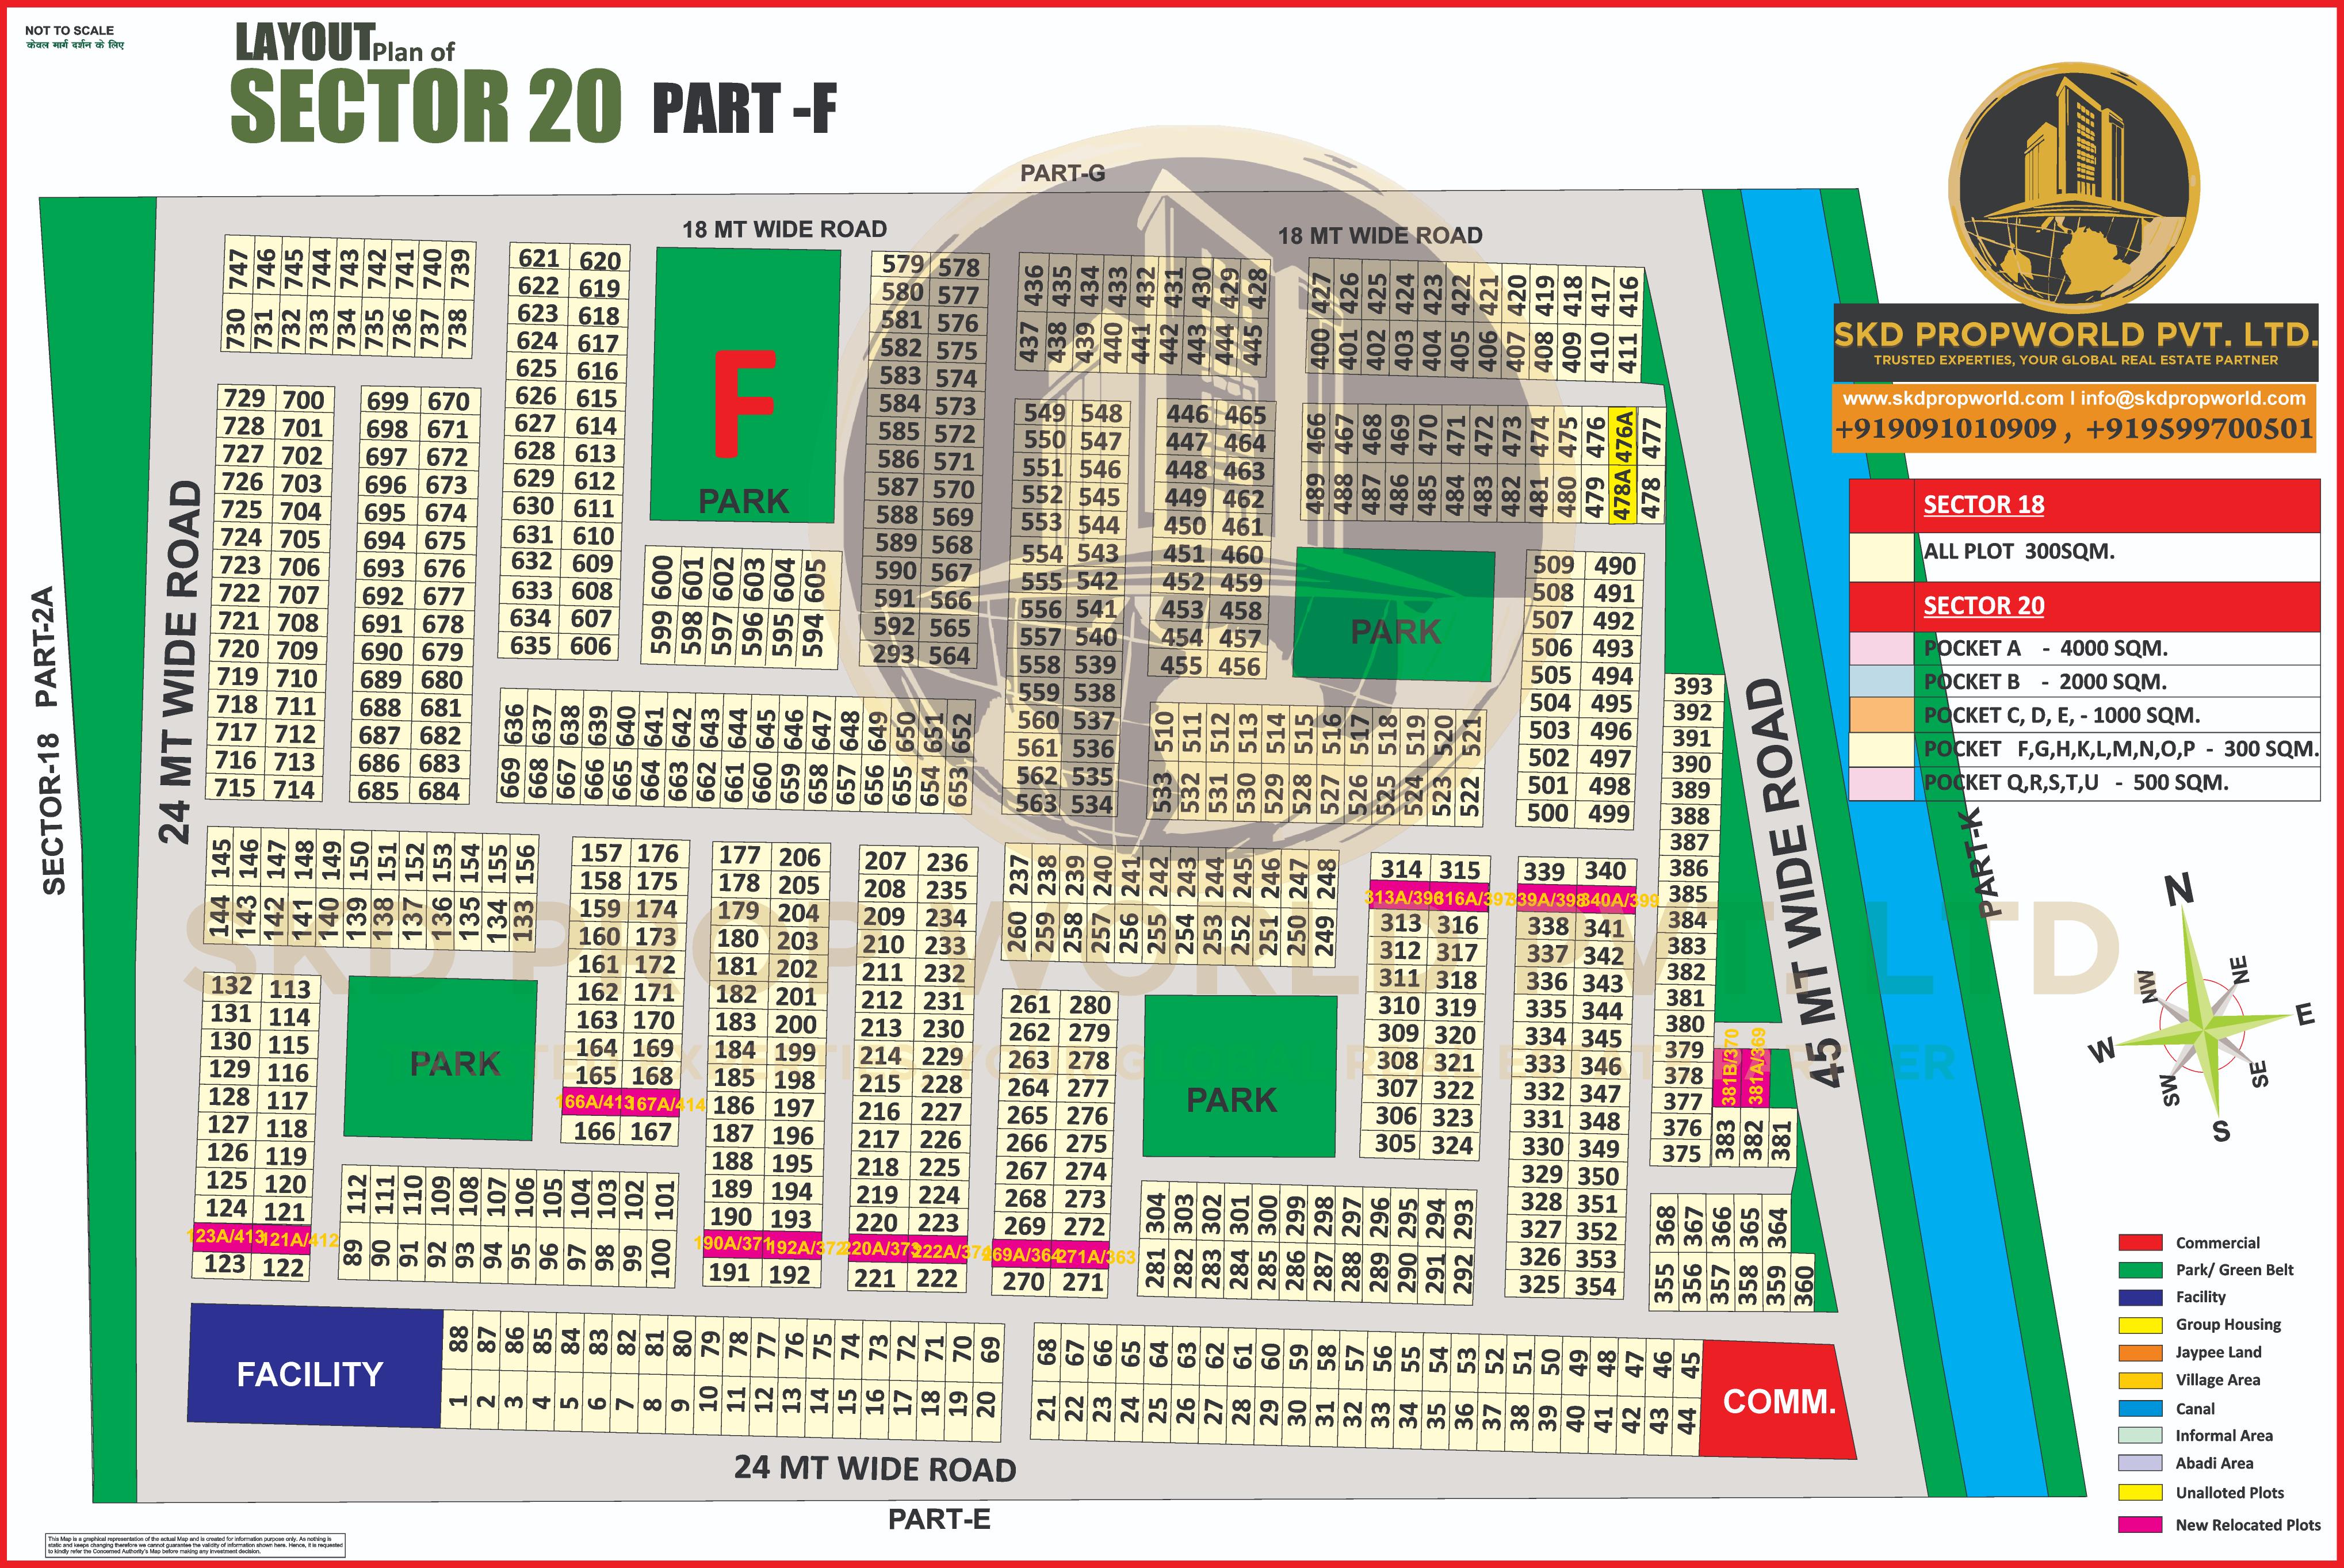 NOT TO SCALE
केवल मार्ग दर्शन के लिए
LAYOUT Plan of
SECTOR 20 PART -F
PART-G
18 MT WIDE ROAD
18 MT WIDE ROAD
SKD PROPWORLD PVT. LTD.
TRUSTED EXPERTIES, YOUR GLOBAL REAL ESTATE PARTNER
www.skdpropworld.com I info@skdpropworld.com
+919091010909 , +919599700501
SECTOR 18
ALL PLOT 300SQM.
SECTOR 20
POCKET A - 4000 SQM.
POCKET B - 2000 SQM.
POCKET C, D, E, - 1000 SQM.
POCKET F,G,H,K,L,M,N,O,P - 300 SQM.
POCKET Q,R,S,T,U - 500 SQM.
747 746 745 744 743 742 741 740 739
730 731 732 733 734 735 736 737 738
621 620
622 619
623 618
624 617
625 616
626 615
627 614
628 613
629 612
630 611
631 610
632 609
633 608
634 607
635 606
F
PARK
579 578
580 577
581 576
582 575
583 574
584 573
585 572
586 571
587 570
588 569
589 568
590 567
591 566
592 565
293 564
436 435 434 433 432 431 430 429 428
437 438 439 440 441 442 443 444 445
427 426 425 424 423 422 421 420 419 418 417 416
400 401 402 403 404 405 406 407 408 409 410 411
729 700
728 701
727 702
726 703
725 704
724 705
723 706
722 707
721 708
720 709
719 710
718 711
717 712
716 713
715 714
699 670
698 671
697 672
696 673
695 674
694 675
693 676
692 677
691 678
690 679
689 680
688 681
687 682
686 683
685 684
600 601 602 603 604 605
599 598 597 596 595 594
549 548
550 547
551 546
552 545
553 544
554 543
555 542
556 541
557 540
558 539
559 538
560 537
561 536
562 535
563 534
446 465
447 464
448 463
449 462
450 461
451 460
452 459
453 458
454 457
455 456
466 467 468 469 470 471 472 473 474 475 476 476A 477
489 488 487 486 485 484 483 482 481 480 479 478A 478
PARK
509 490
508 491
507 492
506 493
505 494
504 495
503 496
502 497
501 498
500 499
636 637 638 639 640 641 642 643 644 645 646 647 648 649 650 651 652
669 668 667 666 665 664 663 662 661 660 659 658 657 656 655 654 653
510 511 512 513 514 515 516 517 518 519 520 521
533 532 531 530 529 528 527 526 525 524 523 522
393
392
391
390
389
388
387
386
385
384
383
382
381
380
379
378
377
376
375
381B/370 381A/369
383 382 381
24 MT WIDE ROAD
SECTOR-18 PART-2A
45 MT WIDE ROAD
PART-K
145 146 147 148 149 150 151 152 153 154 155 156
144 143 142 141 140 139 138 137 136 135 134 133
157 176
158 175
159 174
160 173
161 172
162 171
163 170
164 169
165 168
166A/413 167A/414
166 167
177 206
178 205
179 204
180 203
181 202
182 201
183 200
184 199
185 198
186 197
187 196
188 195
189 194
190 193
190A/371 192A/372
191 192
207 236
208 235
209 234
210 233
211 232
212 231
213 230
214 229
215 228
216 227
217 226
218 225
219 224
220 223
220A/373 222A/374
221 222
237 238 239 240 241 242 243 244 245 246 247 248
260 259 258 257 256 255 254 253 252 251 250 249
314 315
313A/396 316A/397
313 316
312 317
311 318
310 319
309 320
308 321
307 322
306 323
305 324
339 340
339A/398 340A/399
338 341
337 342
336 343
335 344
334 345
333 346
332 347
331 348
330 349
329 350
328 351
327 352
326 353
325 354
SKD PROP WORLD PVT. LTD.
132 113
131 114
130 115
129 116
128 117
127 118
126 119
125 120
124 121
123A/413 121A/412
123 122
PARK
261 280
262 279
263 278
264 277
265 276
266 275
267 274
268 273
269 272
269A/364 271A/363
270 271
PARK
112 111 110 109 108 107 106 105 104 103 102 101
89 90 91 92 93 94 95 96 97 98 99 100
304 303 302 301 300 299 298 297 296 295 294 293
281 282 283 284 285 286 287 288 289 290 291 292
368 367 366 365 364
355 356 357 358 359 360
N
NE
E
SE
S
SW
W
NW
FACILITY
88 87 86 85 84 83 82 81 80 79 78 77 76 75 74 73 72 71 70 69
1 2 3 4 5 6 7 8 9 10 11 12 13 14 15 16 17 18 19 20
68 67 66 65 64 63 62 61 60 59 58 57 56 55 54 53 52 51 50 49 48 47 46 45
21 22 23 24 25 26 27 28 29 30 31 32 33 34 35 36 37 38 39 40 41 42 43 44
COMM.
24 MT WIDE ROAD
PART-E
Commercial
Park/ Green Belt
Facility
Group Housing
Jaypee Land
Village Area
Canal
Informal Area
Abadi Area
Unalloted Plots
New Relocated Plots
This Map is a graphical representation of the actual Map and is created for information purpose only. As nothing is
static and keeps changing therefore we cannot guarantee the validity of information shown here. Hence, it is requested
to kindly refer the Concerned Authority's Map before making any investment decision.